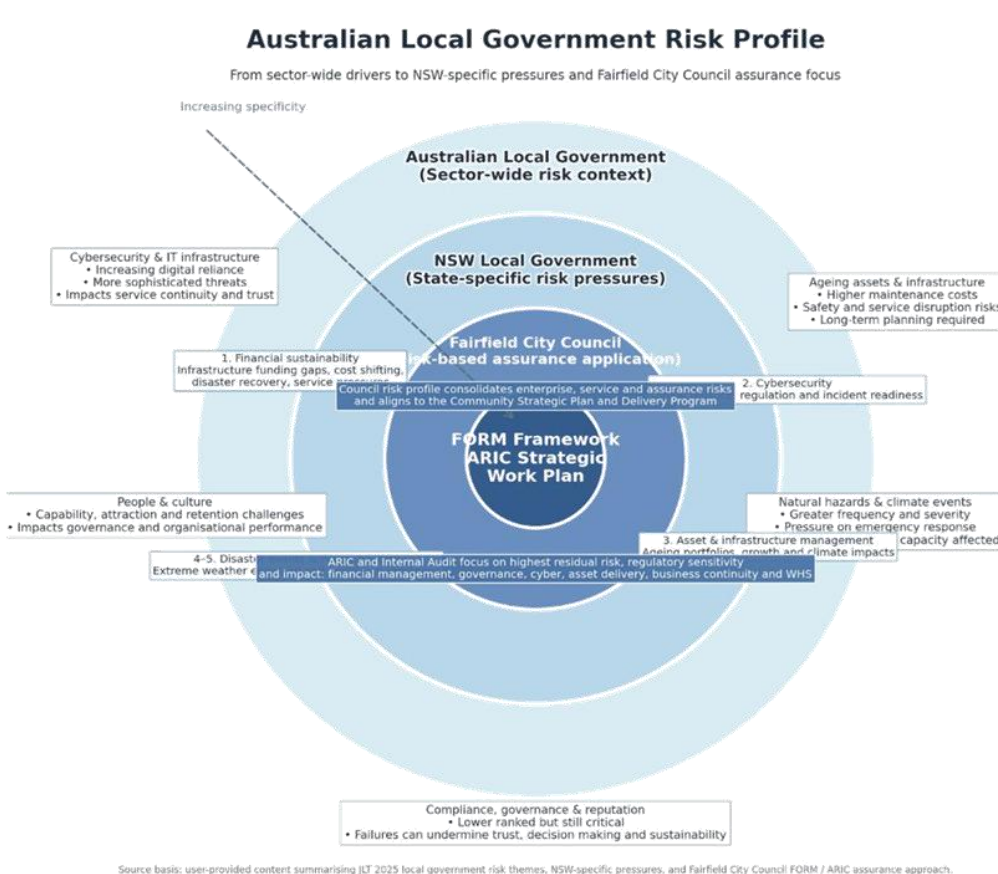 Australian Local Government Risk Profile
From sector-wide drivers to NSW-specific pressures and Fairfield City Council assurance focus
Increasing specificity
Australian Local Government
(Sector-wide risk context)
Cybersecurity & IT infrastructure
• Increasing digital reliance
• More sophisticated threats
• Impacts service continuity and trust
NSW Local Government
(State-specific risk pressures)
Ageing assets & infrastructure
• Higher maintenance costs
• Safety and service disruption risks
• Long-term planning required
Fairfield City Council
-based assurance application)
1. Financial sustainability
Infrastructure funding gaps, cost shifting,
disaster recovery, service pressures
2. Cybersecurity
regulation and incident readiness
Council risk profile consolidates enterprise, service and assurance risks
and aligns to the Community Strategic Plan and Delivery Program
FORM Framework
ARIC Strategic
Work Plan
People & culture
• Capability, attraction and retention challenges
• Impacts governance and organisational performance
Natural hazards & climate events
• Greater frequency and severity
• Pressure on emergency response
capacity affected
3. Asset & infrastructure management
Ageing portfolios, growth and climate impacts
4–5.
Extreme weather
ARIC and Internal Audit focus on highest residual risk, regulatory sensitivity
and impact: financial management, governance, cyber, asset delivery, business continuity and WHS
Compliance, governance & reputation
• Lower ranked but still critical
• Failures can undermine trust, decision making and sustainability
Source basis: user-provided content summarising JLT 2025 local government risk themes, NSW-specific pressures, and Fairfield City Council FORM / ARIC assurance approach.